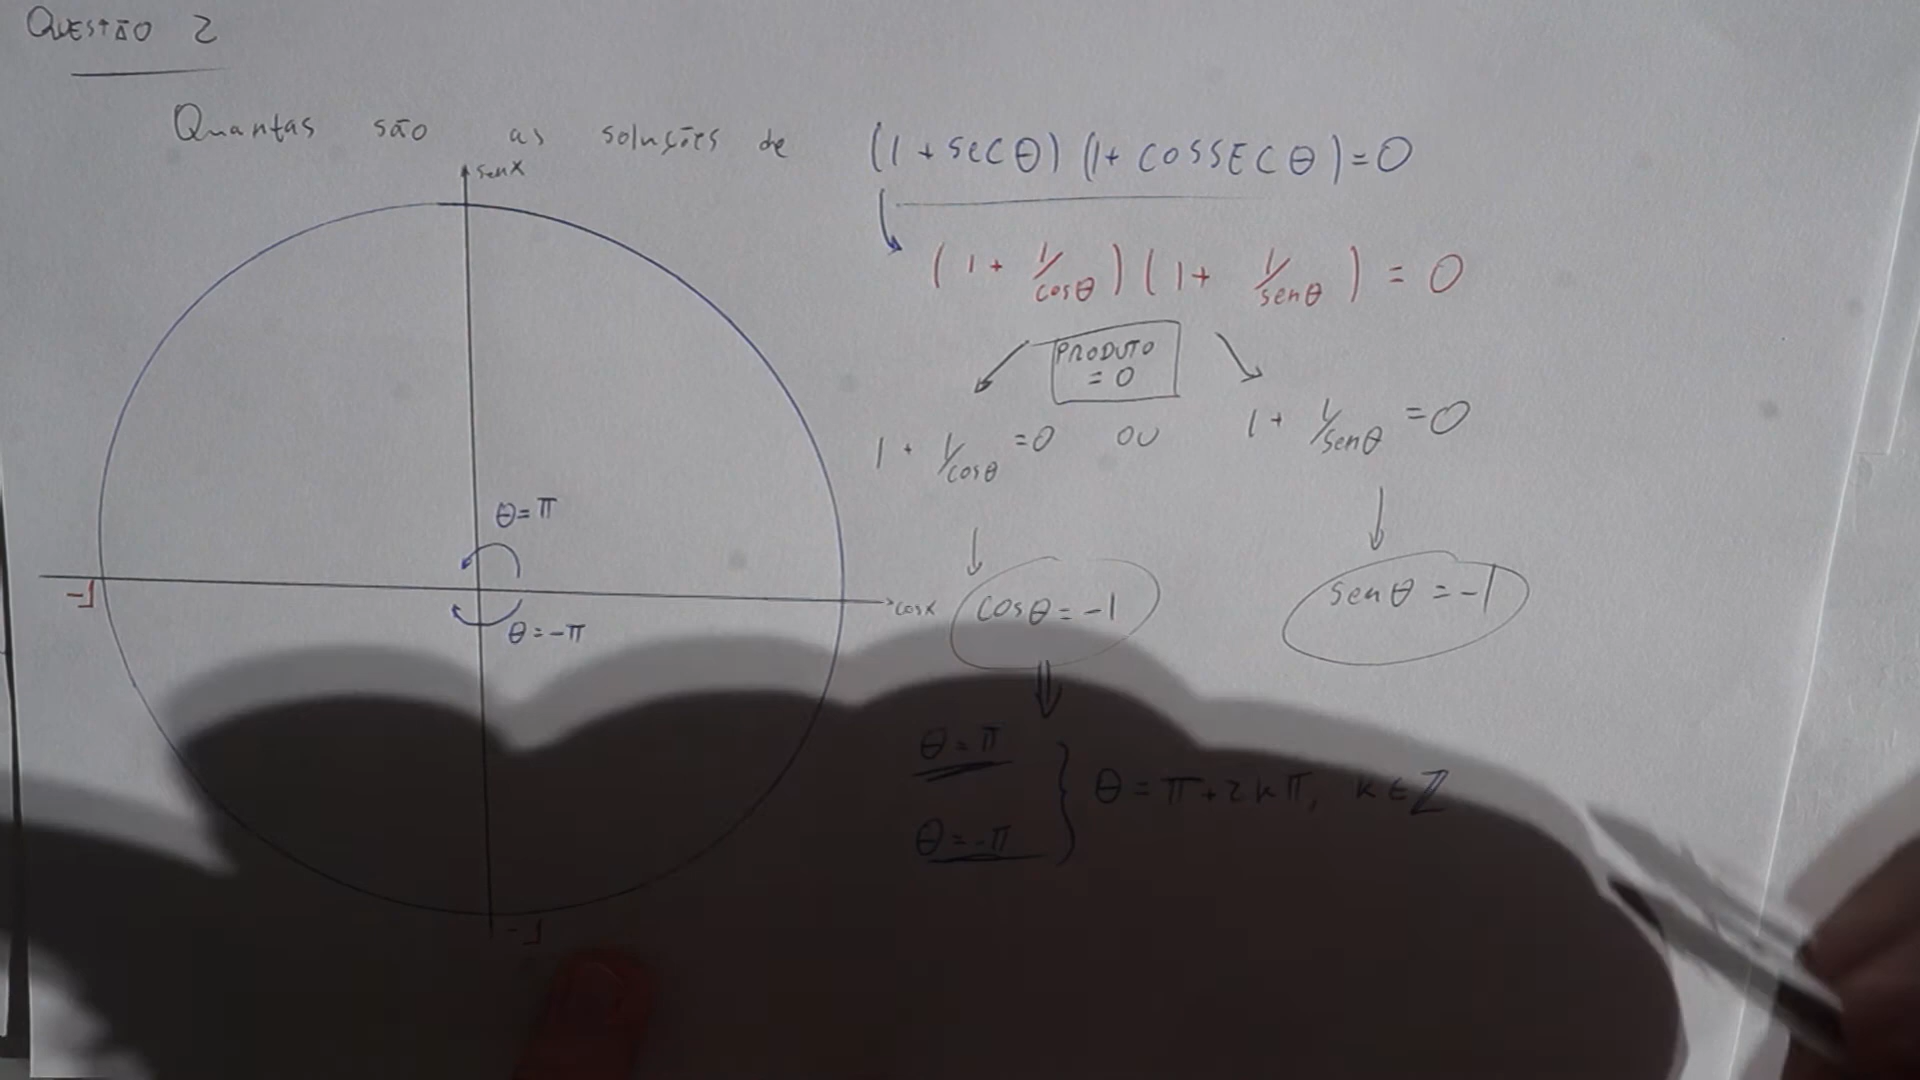 QUESTÃO 2
Quantas são as soluções de (1 + secθ) (1 + COSSECθ) = 0
senx
(1 + 1/cosθ) (1 + 1/senθ) = 0
PRODUTO
= 0
1 + 1/cosθ = 0 OU 1 + 1/senθ = 0
θ = π
-1
cosx
θ = -π
cosθ = -1
senθ = -1
θ = π
θ = -π
θ = π + 2kπ, k ∈ ℤ
-1